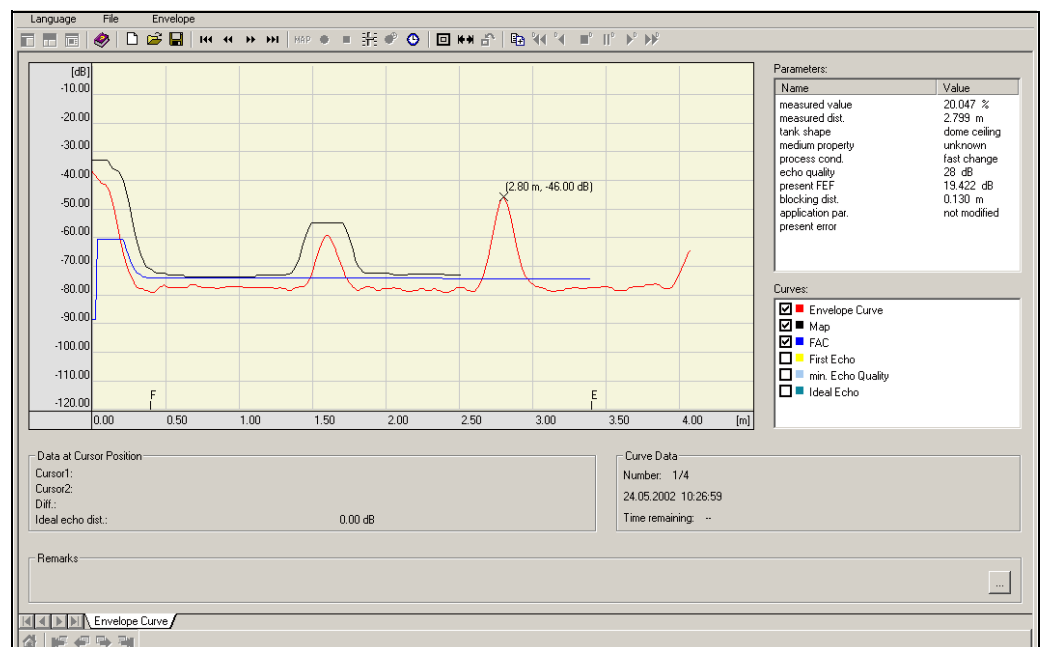 Language File Envelope
MAP
[dB]
-10.00
-20.00
-30.00
-40.00
-50.00
-60.00
-70.00
-80.00
-90.00
-100.00
-110.00
-120.00
(2.80 m, -46.00 dB)
F
E
0.00 0.50 1.00 1.50 2.00 2.50 3.00 3.50 4.00 [m]
Parameters:
Name Value
measured value 20.047 %
measured dist. 2.799 m
tank shape dome ceiling
medium property unknown
process cond. fast change
echo quality 28 dB
present FEF 19.422 dB
blocking dist. 0.130 m
application par. not modified
present error
Curves:
Envelope Curve
Map
FAC
First Echo
min. Echo Quality
Ideal Echo
Data at Cursor Position
Cursor1:
Cursor2:
Diff.:
Ideal echo dist.: 0.00 dB
Curve Data
Number: 1/4
24.05.2002 10:26:59
Time remaining: --
Remarks
...
Envelope Curve